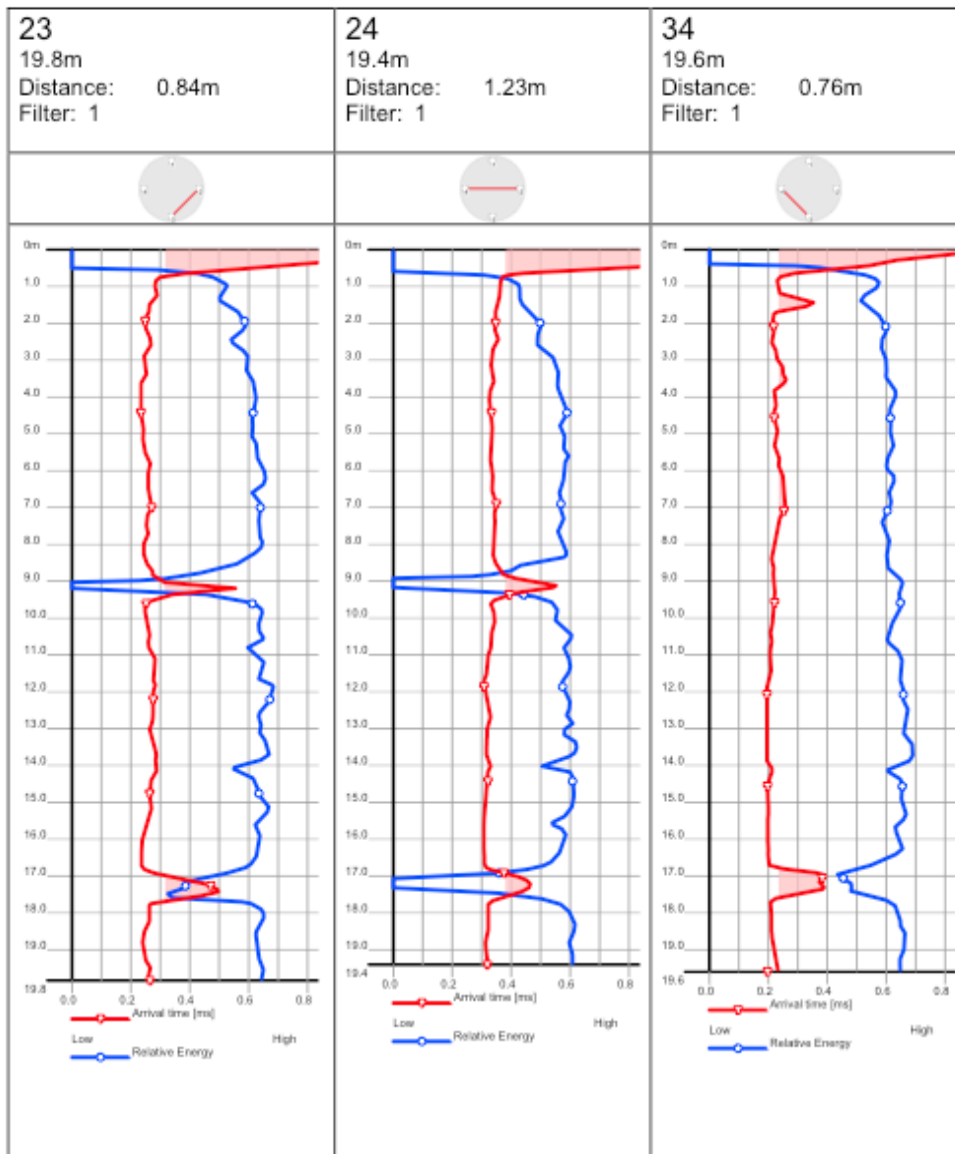 23
19.8m
Distance: 0.84m
Filter: 1
0m
1.0
2.0
3.0
4.0
5.0
6.0
7.0
8.0
9.0
10.0
11.0
12.0
13.0
14.0
15.0
16.0
17.0
18.0
19.0
19.8
0.0 0.2 0.4 0.6 0.8
Arrival time [ms]
Low High
Relative Energy
24
19.4m
Distance: 1.23m
Filter: 1
0m
1.0
2.0
3.0
4.0
5.0
6.0
7.0
8.0
9.0
10.0
11.0
12.0
13.0
14.0
15.0
16.0
17.0
18.0
19.0
19.4
0.0 0.2 0.4 0.6 0.8
Arrival time [ms]
Low High
Relative Energy
34
19.6m
Distance: 0.76m
Filter: 1
0m
1.0
2.0
3.0
4.0
5.0
6.0
7.0
8.0
9.0
10.0
11.0
12.0
13.0
14.0
15.0
16.0
17.0
18.0
19.0
19.6
0.0 0.2 0.4 0.6 0.8
Arrival time [ms]
Low High
Relative Energy